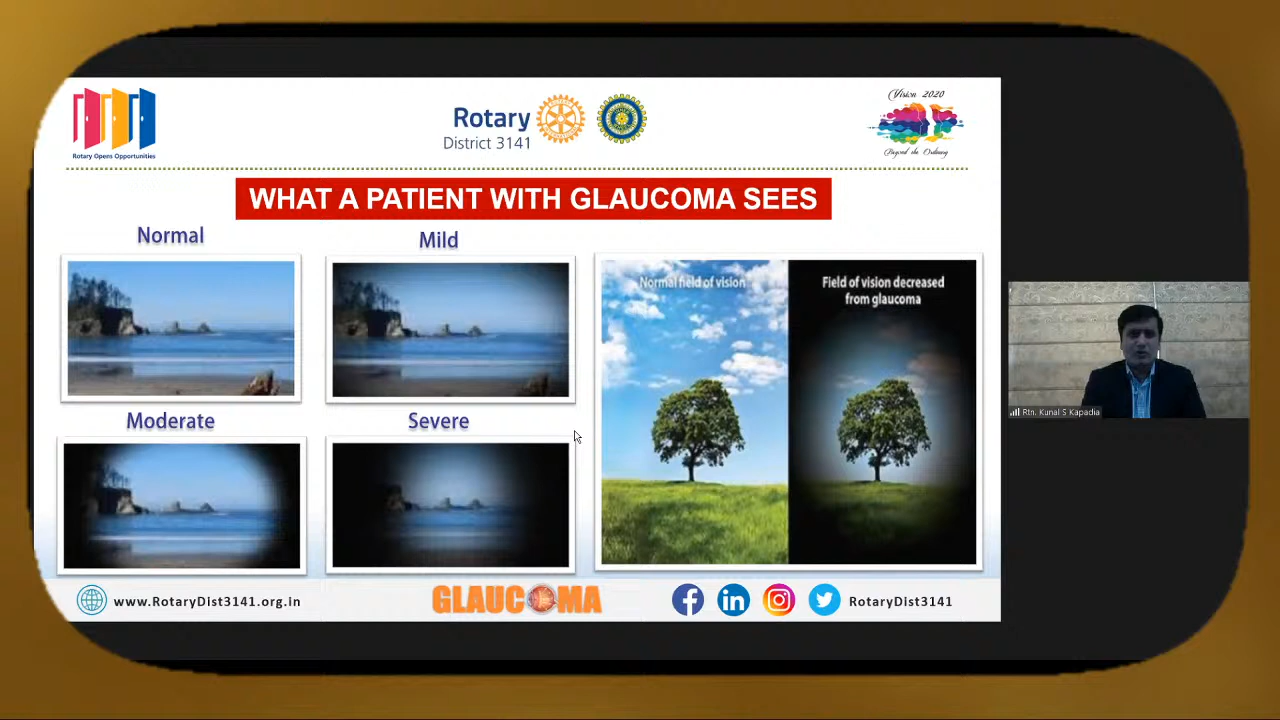 Rotary Opens Opportunities
Rotary
District 3141
Vision 2020
Beyond the Ordinary
WHAT A PATIENT WITH GLAUCOMA SEES
Normal
Mild
Moderate
Severe
Normal field of vision
Field of vision decreased
from glaucoma
Rtn. Kunal S Kapadia
www.RotaryDist3141.org.in
GLAUCOMA
RotaryDist3141